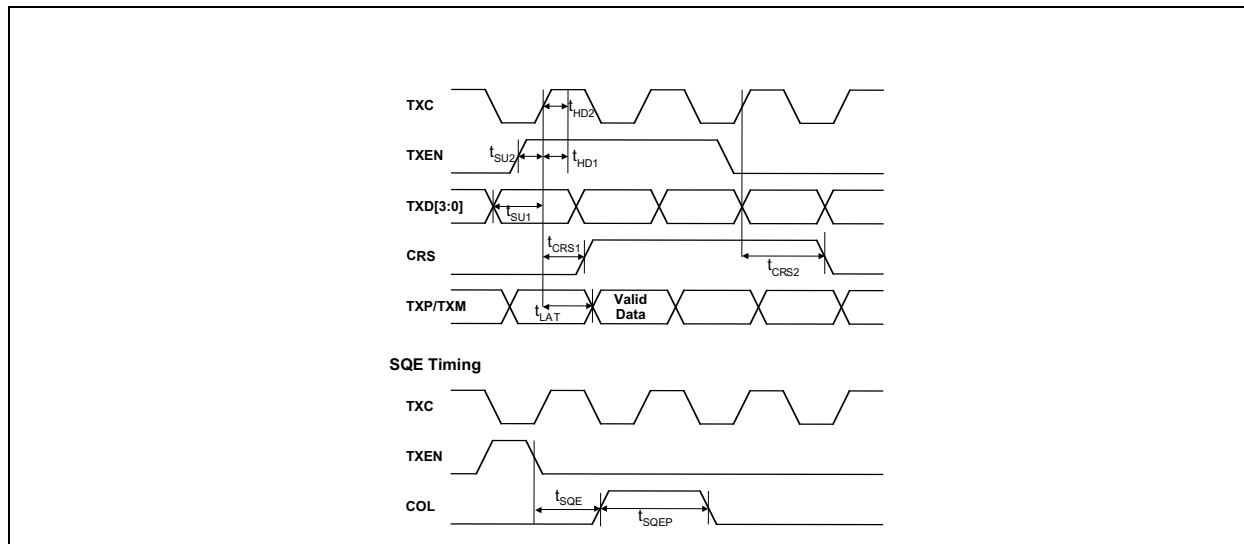 TXC
tHD2
TXEN
tSU2
tHD1
TXD[3:0]
tSU1
tCRS1
CRS
tCRS2
TXP/TXM
Valid
Data
tLAT
SQE Timing
TXC
TXEN
tSQE
COL
tSQEP